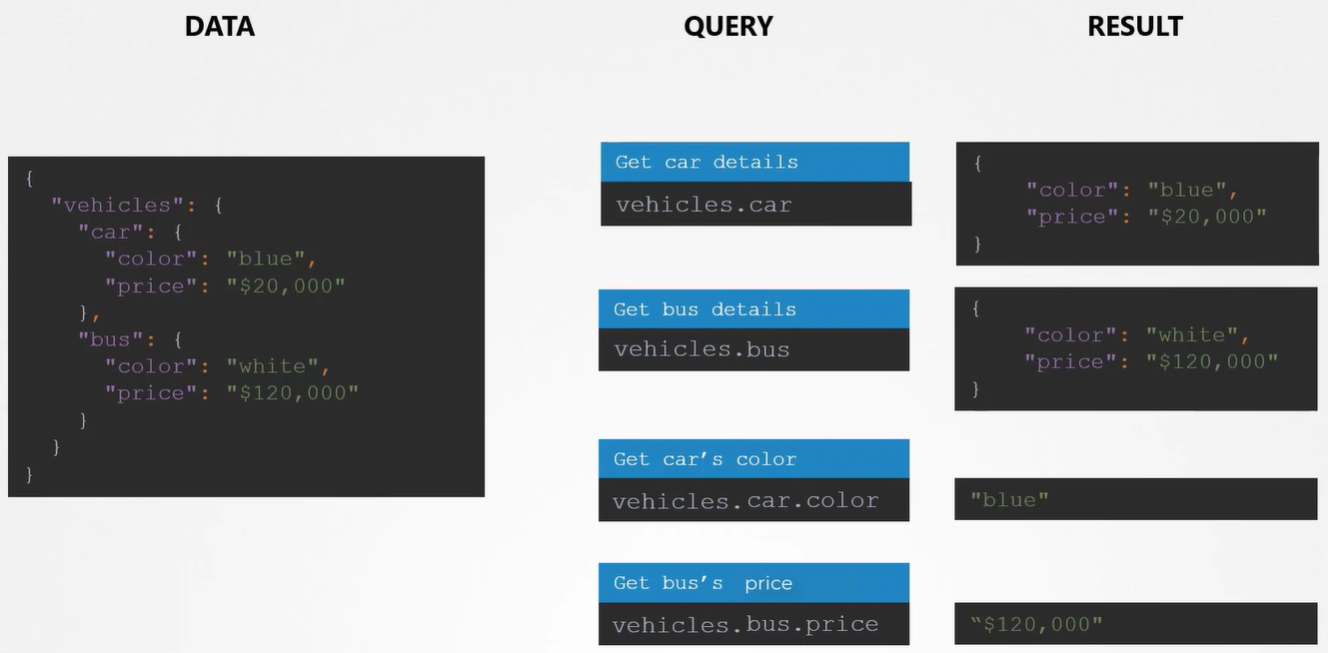 DATA
QUERY
RESULT
{
"vehicles": {
"car": {
"color": "blue",
"price": "$20,000"
},
"bus": {
"color": "white",
"price": "$120,000"
}
}
}
Get car details
vehicles.car
{
"color": "blue",
"price": "$20,000"
}
Get bus details
vehicles.bus
{
"color": "white",
"price": "$120,000"
}
Get car’s color
vehicles.car.color
"blue"
Get bus’s price
vehicles.bus.price
“$120,000"